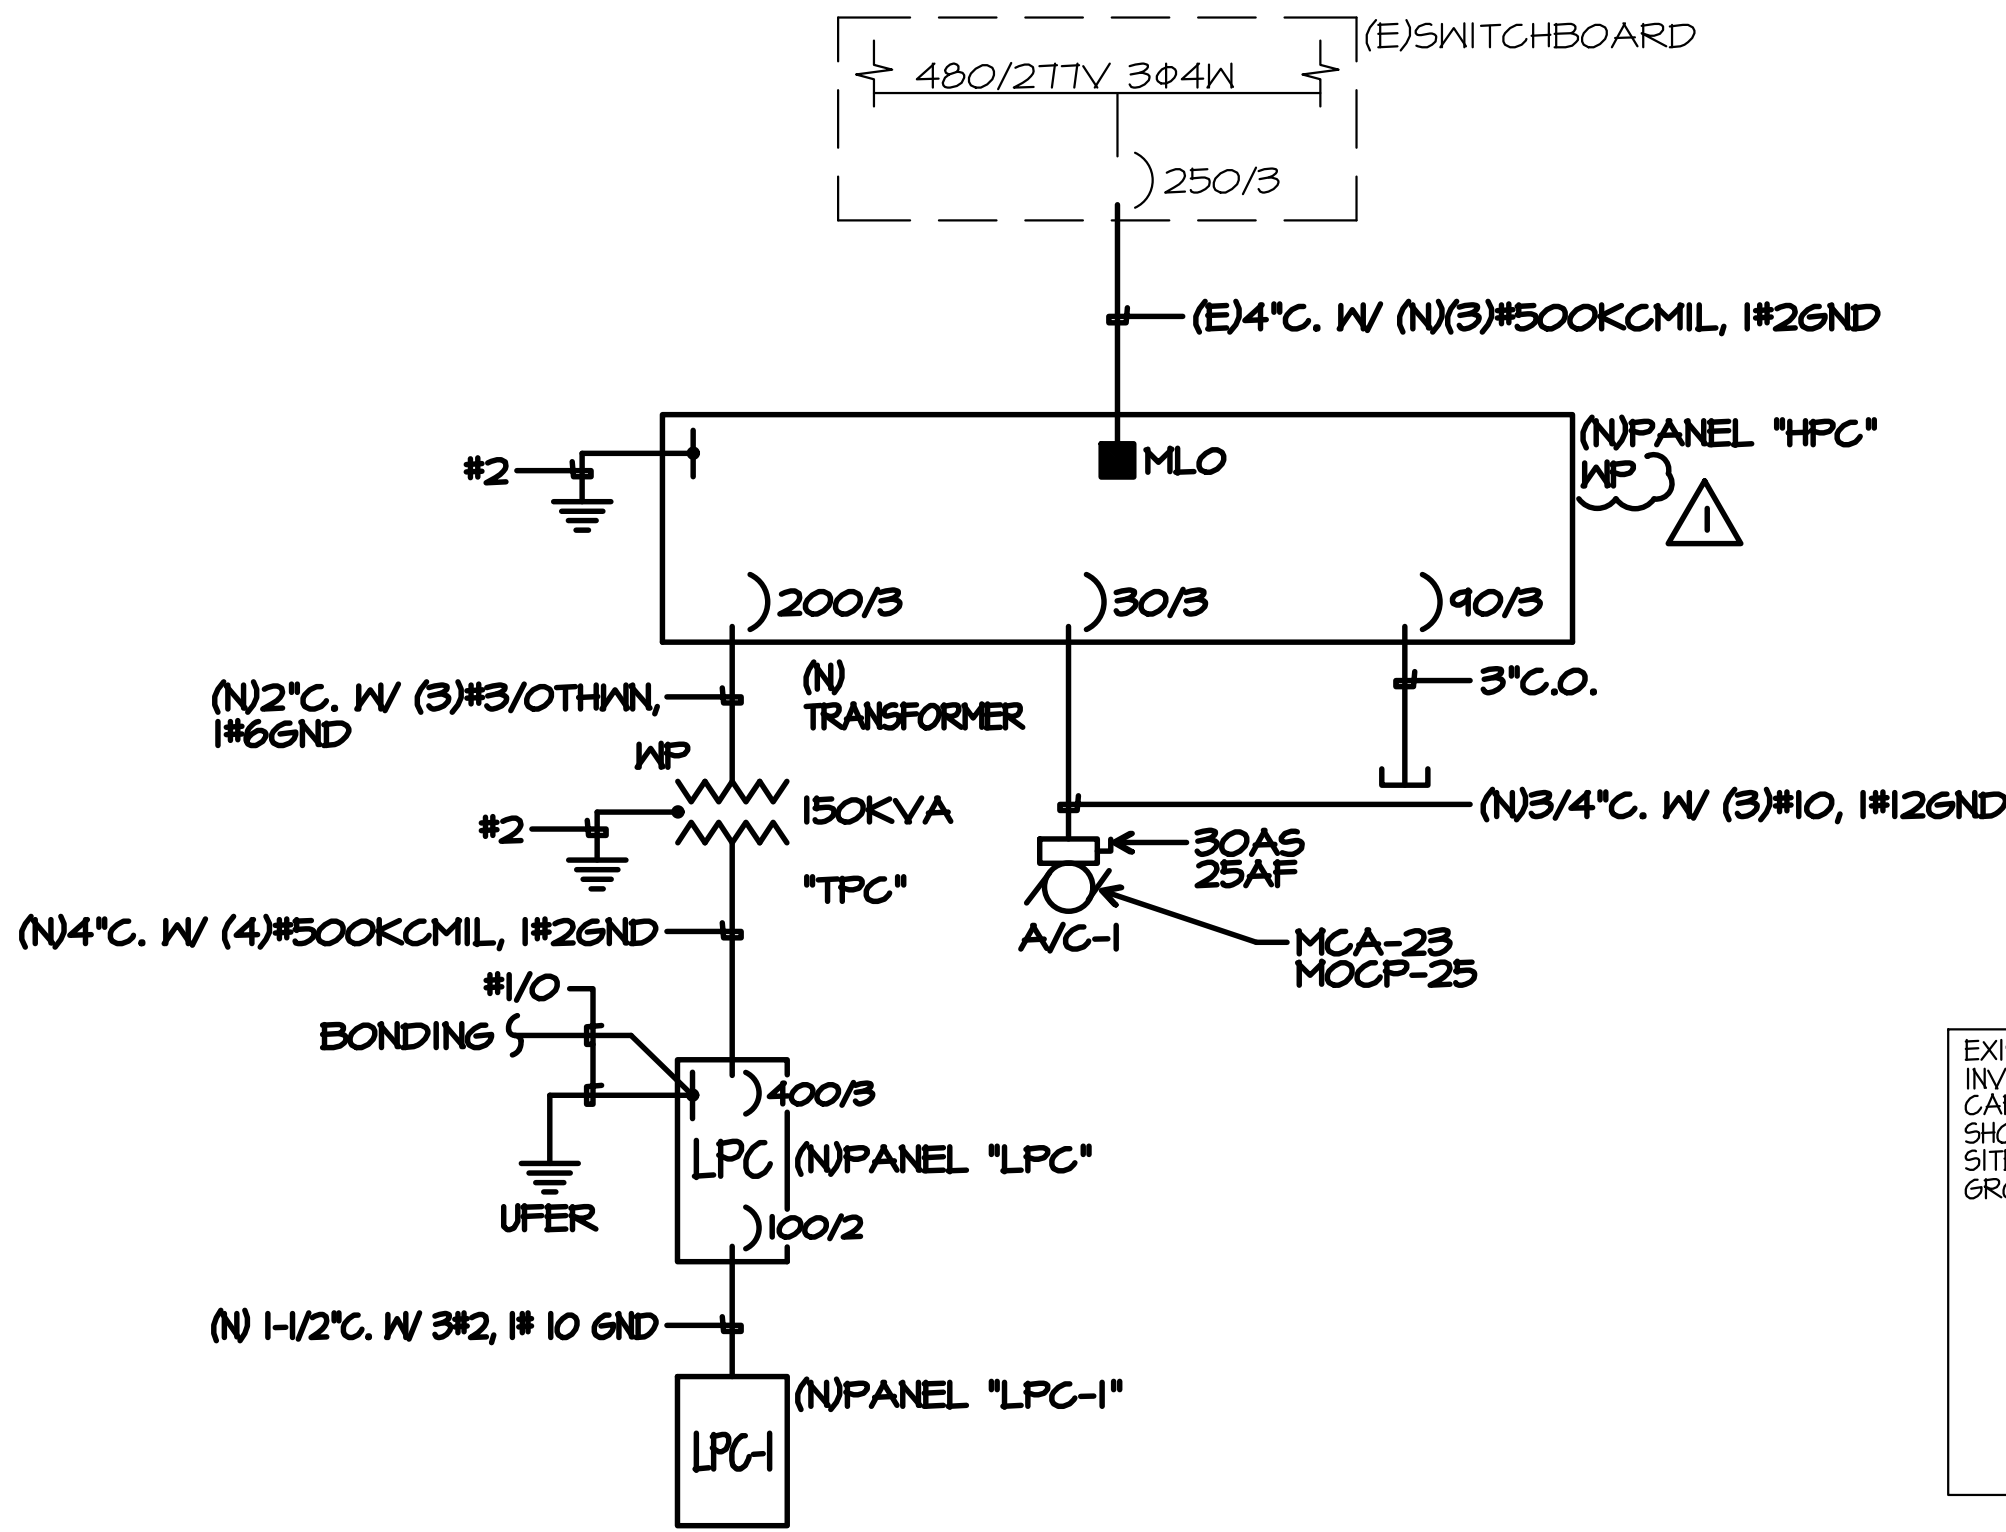 (E)SWITCHBOARD
480/277V 3Φ4W
250/3
(E)4"C. W/ (N)(3)#500KCMIL, 1#2GND
(N)PANEL "HPC"
WP
1
#2
MLO
200/3
30/3
90/3
(N)2"C. W/ (3)#3/0THWN,
1#6GND
(N)
TRANSFORMER
3"C.O.
WP
150KVA
#2
(N)3/4"C. W/ (3)#10, 1#12GND
30AS
25AF
"TPC"
(N)4"C. W/ (4)#500KCMIL, 1#2GND
A/C-1
MCA-23
MOCP-25
#1/0
BONDING
400/3
LPC
(N)PANEL "LPC"
UFER
100/2
(N) 1-1/2"C. W/ 3#2, 1# 10 GND
(N)PANEL "LPC-1"
LPC-1